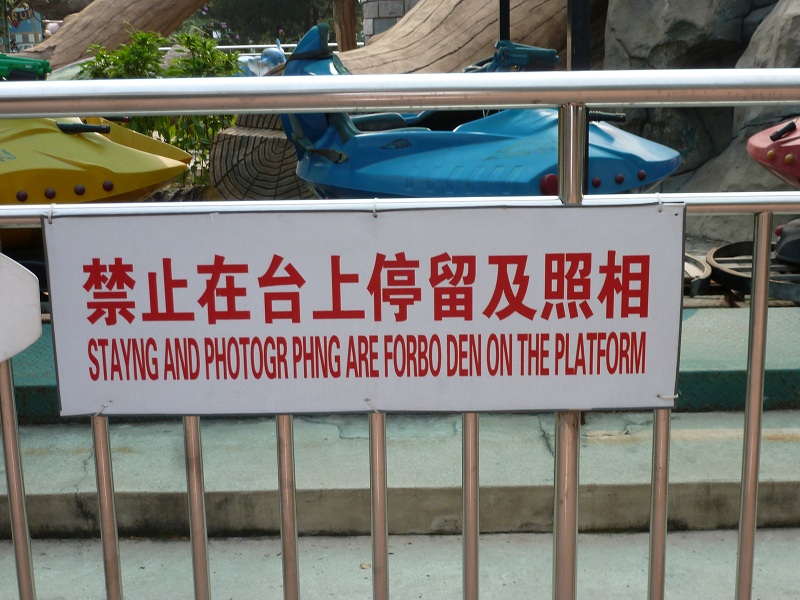 禁止在台上停留及照相
STAYNG AND PHOTOGR PHNG ARE FORBO DEN ON THE PLATFORM